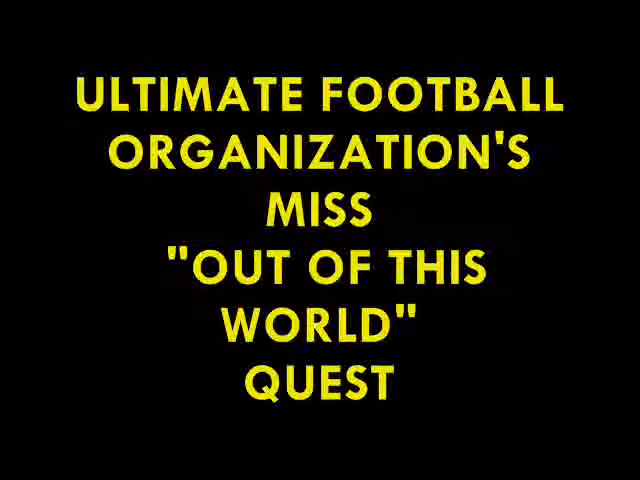 ULTIMATE FOOTBALL
ORGANIZATION'S
MISS
"OUT OF THIS
WORLD"
QUEST